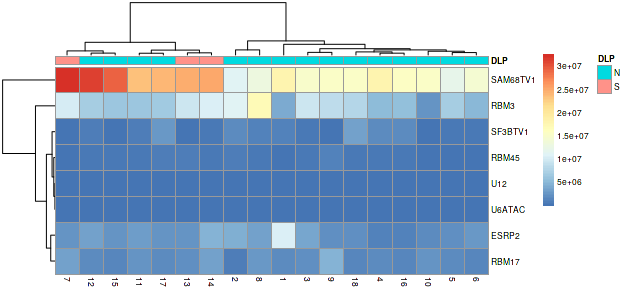 DLP
SAM68TV1
RBM3
SF3BTV1
RBM45
U12
U6ATAC
ESRP2
RBM17
7 12 15 11 17 13 14 2 8 1 3 9 18 4 16 10 5 6
3e+07
2.5e+07
2e+07
1.5e+07
1e+07
5e+06
DLP
N
S